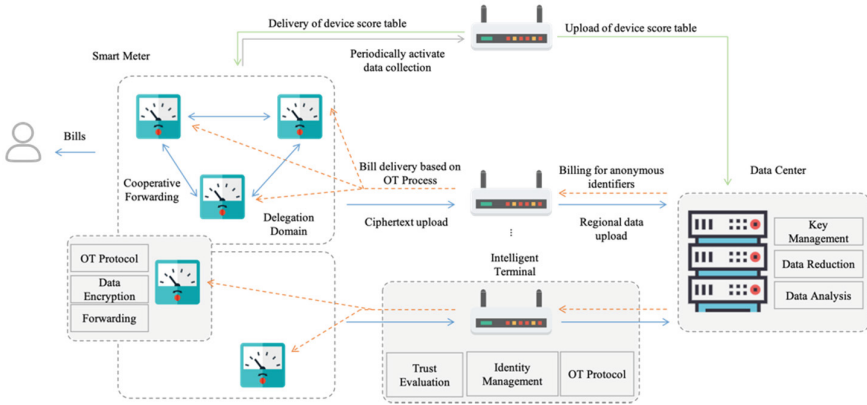 Delivery of device score table
Upload of device score table
Smart Meter
Periodically activate
data collection
Bills
Bill delivery based on
OT Process
Billing for anonymous
identifiers
Data Center
Cooperative
Forwarding
Delegation
Domain
Ciphertext upload
Regional data
upload
...
Key
Management
Data Reduction
Data Analysis
OT Protocol
Data
Encryption
Forwarding
Intelligent
Terminal
Trust
Evaluation
Identity
Management
OT Protocol